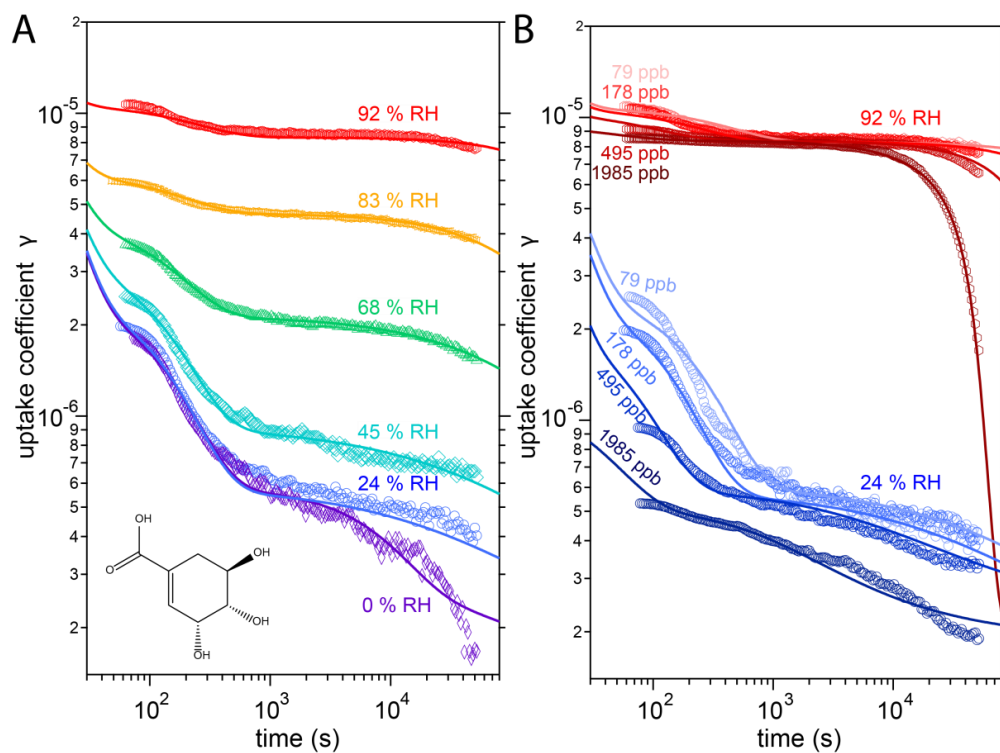 A
B
2
10⁻⁵
9
8
7
6
5
4
3
2
10⁻⁶
9
8
7
6
5
4
3
2
uptake coefficient γ
uptake coefficient γ
92 % RH
83 % RH
68 % RH
45 % RH
24 % RH
0 % RH
OH
O
OH
OH
OH
10²
10³
10⁴
time (s)
2
10⁻⁵
9
8
7
6
5
4
3
2
10⁻⁶
9
8
7
6
5
4
3
2
uptake coefficient γ
uptake coefficient γ
79 ppb
178 ppb
92 % RH
495 ppb
1985 ppb
79 ppb
178 ppb
495 ppb
1985 ppb
24 % RH
10²
10³
10⁴
time (s)